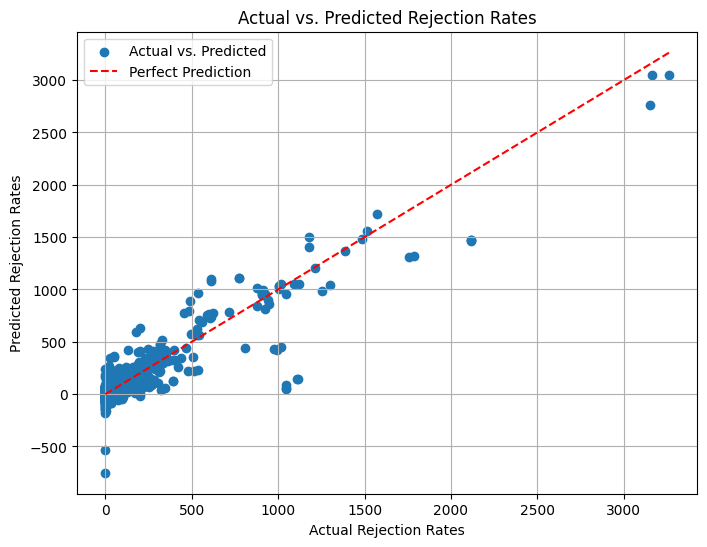 Actual vs. Predicted Rejection Rates
Actual vs. Predicted
Perfect Prediction
Predicted Rejection Rates
3000
2500
2000
1500
1000
500
0
−500
0 500 1000 1500 2000 2500 3000
Actual Rejection Rates